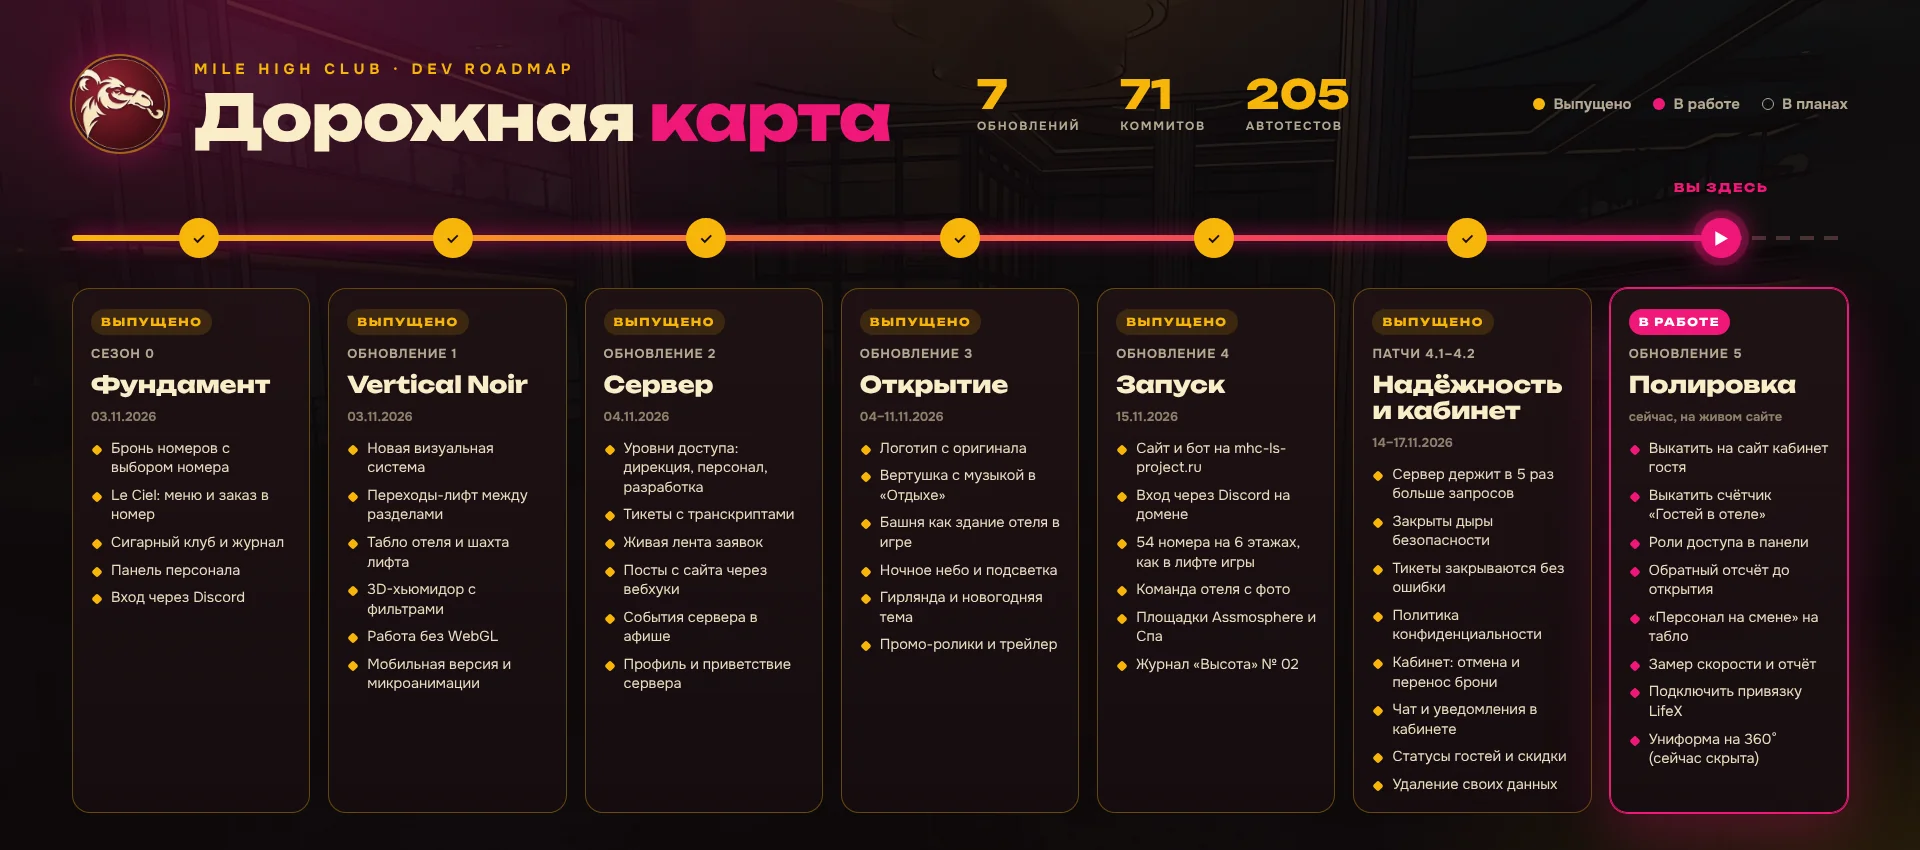 MILE HIGH CLUB · DEV ROADMAP
Дорожная карта
7
ОБНОВЛЕНИЙ
71
КОММИТОВ
205
АВТОТЕСТОВ
Выпущено
В работе
В планах
ВЫ ЗДЕСЬ
ВЫПУЩЕНО
СЕЗОН 0
Фундамент
03.11.2026
Бронь номеров с
выбором номера
Le Ciel: меню и заказ в
номер
Сигарный клуб и журнал
Панель персонала
Вход через Discord
ВЫПУЩЕНО
ОБНОВЛЕНИЕ 1
Vertical Noir
03.11.2026
Новая визуальная
система
Переходы-лифт между
разделами
Табло отеля и шахта
лифта
3D-хьюмидор с
фильтрами
Работа без WebGL
Мобильная версия и
микроанимации
ВЫПУЩЕНО
ОБНОВЛЕНИЕ 2
Сервер
04.11.2026
Уровни доступа:
дирекция, персонал,
разработка
Тикеты с транскриптами
Живая лента заявок
Посты с сайта через
вебхуки
События сервера в
афише
Профиль и приветствие
сервера
ВЫПУЩЕНО
ОБНОВЛЕНИЕ 3
Открытие
04–11.11.2026
Логотип с оригинала
Вертушка с музыкой в
«Отдыхе»
Башня как здание отеля в
игре
Ночное небо и подсветка
Гирлянда и новогодняя
тема
Промо-ролики и трейлер
ВЫПУЩЕНО
ОБНОВЛЕНИЕ 4
Запуск
15.11.2026
Сайт и бот на mhc-ls-
project.ru
Вход через Discord на
домене
54 номера на 6 этажах,
как в лифте игры
Команда отеля с фото
Площадки Assmosphere и
Спа
Журнал «Высота» № 02
ВЫПУЩЕНО
ПАТЧИ 4.1–4.2
Надёжность
и кабинет
14–17.11.2026
Сервер держит в 5 раз
больше запросов
Закрыты дыры
безопасности
Тикеты закрываются без
ошибки
Политика
конфиденциальности
Кабинет: отмена и
перенос брони
Чат и уведомления в
кабинете
Статусы гостей и скидки
Удаление своих данных
В РАБОТЕ
ОБНОВЛЕНИЕ 5
Полировка
сейчас, на живом сайте
Выкатить на сайт кабинет
гостя
Выкатить счётчик
«Гостей в отеле»
Роли доступа в панели
Обратный отсчёт до
открытия
«Персонал на смене» на
табло
Замер скорости и отчёт
Подключить привязку
LifeX
Униформа на 360°
(сейчас скрыта)